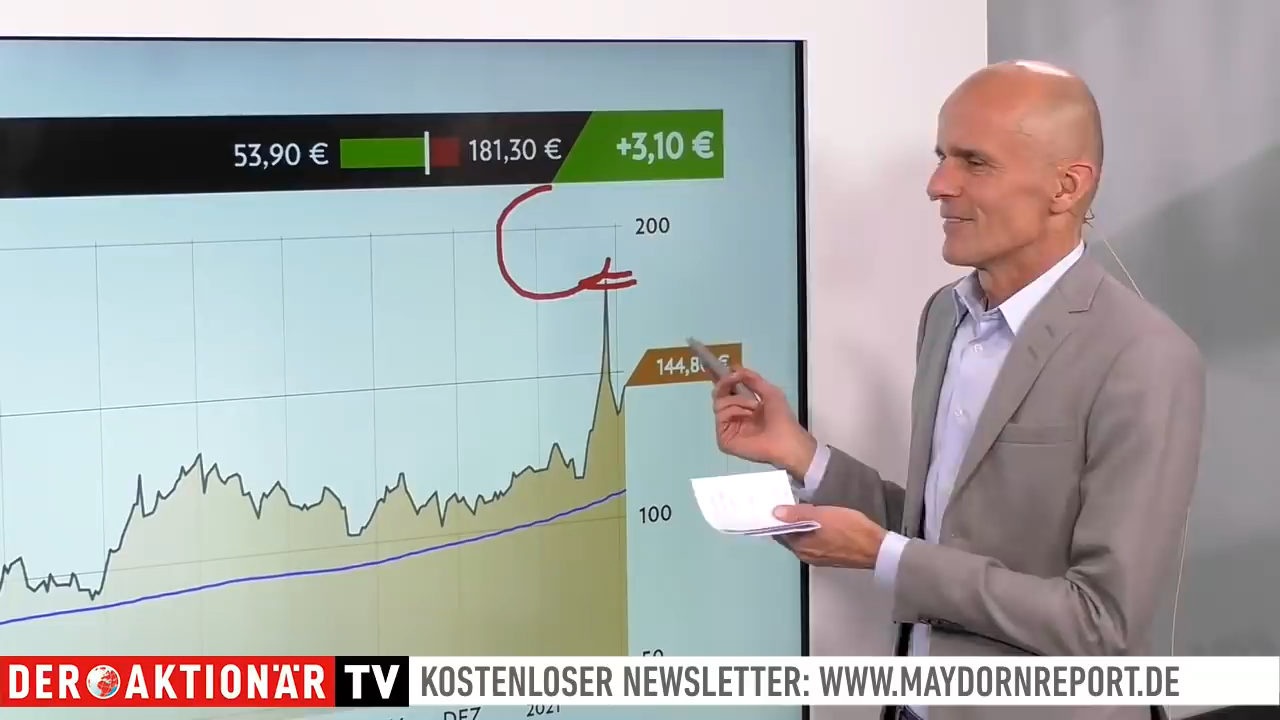 53,90 € 181,30 € +3,10 €
200
100
DEZ 2021
DER AKTIONÄR TV KOSTENLOSER NEWSLETTER: WWW.MAYDORNREPORT.DE